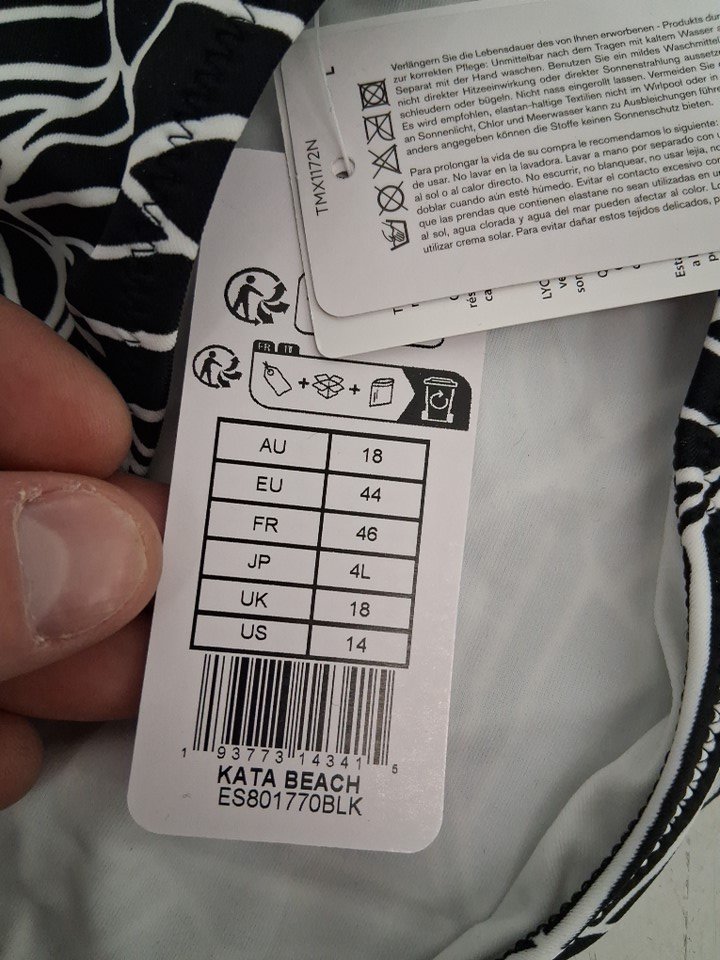 L
TMX1172N
Verlängern Sie die Lebensdauer des von Ihnen erworbenen - Produkts du
zur korrekten Pflege: Unmittelbar nach dem Tragen mit kaltem Wasser
Separat mit der Hand waschen. Benutzen Sie ein mildes Waschmittel
nicht direkter Hitzeeinwirkung oder direkter Sonnenstrahlung aussetz
schleudern oder bügeln. Nicht nass eingerollt lassen. Vermeiden Sie
Es wird empfohlen, elastan-haltige Textilien nicht im Wirlpool oder in
an Sonnenlicht, Chlor und Meerwasser kann zu Ausbleichungen führe
anders angegeben können die Stoffe keinen Sonnenschutz bieten.
Para prolongar la vida de su compra le recomendamos lo siguiente:
de usar. No lavar en la lavadora. Lavar a mano por separado con
al sol o al calor directo. No escurrir, no blanquear, no usar lejía, no
doblar cuando aún esté húmedo. Evitar el contacto excesivo co
que las prendas que contienen elastane no sean utilizadas en u
al sol, agua clorada y agua del mar pueden afectar al color. L
utilizar crema solar. Para evitar dañar estos tejidos delicados, p
FR
AU 18
EU 44
FR 46
JP 4L
UK 18
US 14
1 93773 14341 5
KATA BEACH
ES801770BLK